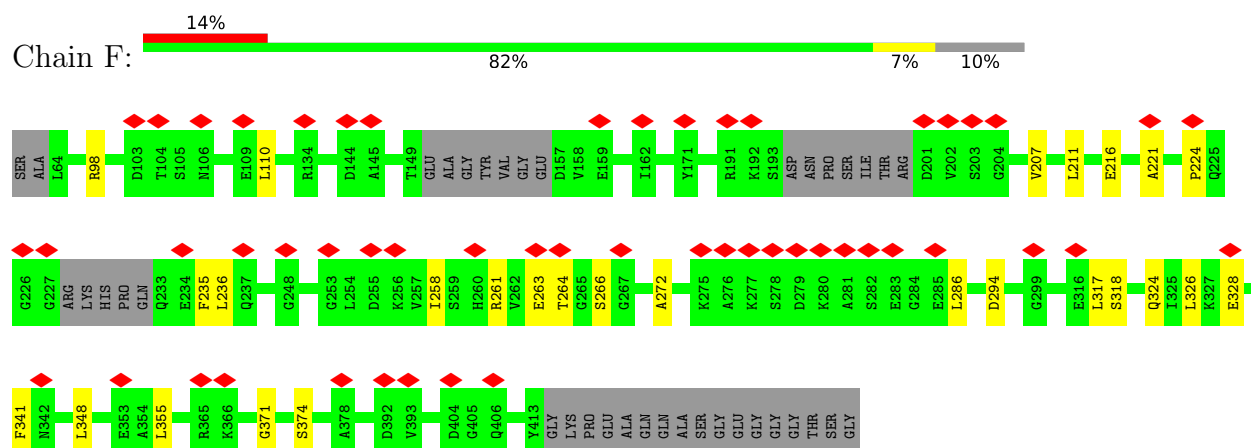 14%
Chain F:
82% 7% 10%
SER ALA L64 R98 D103 T104 S105 N106 E109 L110 R134 D144 A145 T149 GLU ALA GLY TYR VAL GLY GLU D157 V158 E159 I162 Y171 R191 K192 S193 ASP ASN PRO SER ILE THR ARG D201 V202 S203 G204 V207 L211 E216 A221 P224 Q225
G226 G227 ARG LYS HIS PRO GLN Q233 E234 F235 L236 Q237 G248 G253 L254 D255 K256 V257 I258 S259 H260 R261 V262 E263 T264 G265 S266 G267 A272 K275 A276 K277 S278 D279 K280 A281 S282 E283 G284 E285 L286 D294 G299 E316 L317 S318 Q324 I325 L326 K327 E328
F341 N342 L348 E353 A354 L355 R365 K366 G371 S374 A378 D392 V393 D404 G405 Q406 Y413 GLY LYS PRO GLU ALA GLN GLN ALA SER GLY GLU GLY GLY GLY THR SER GLY